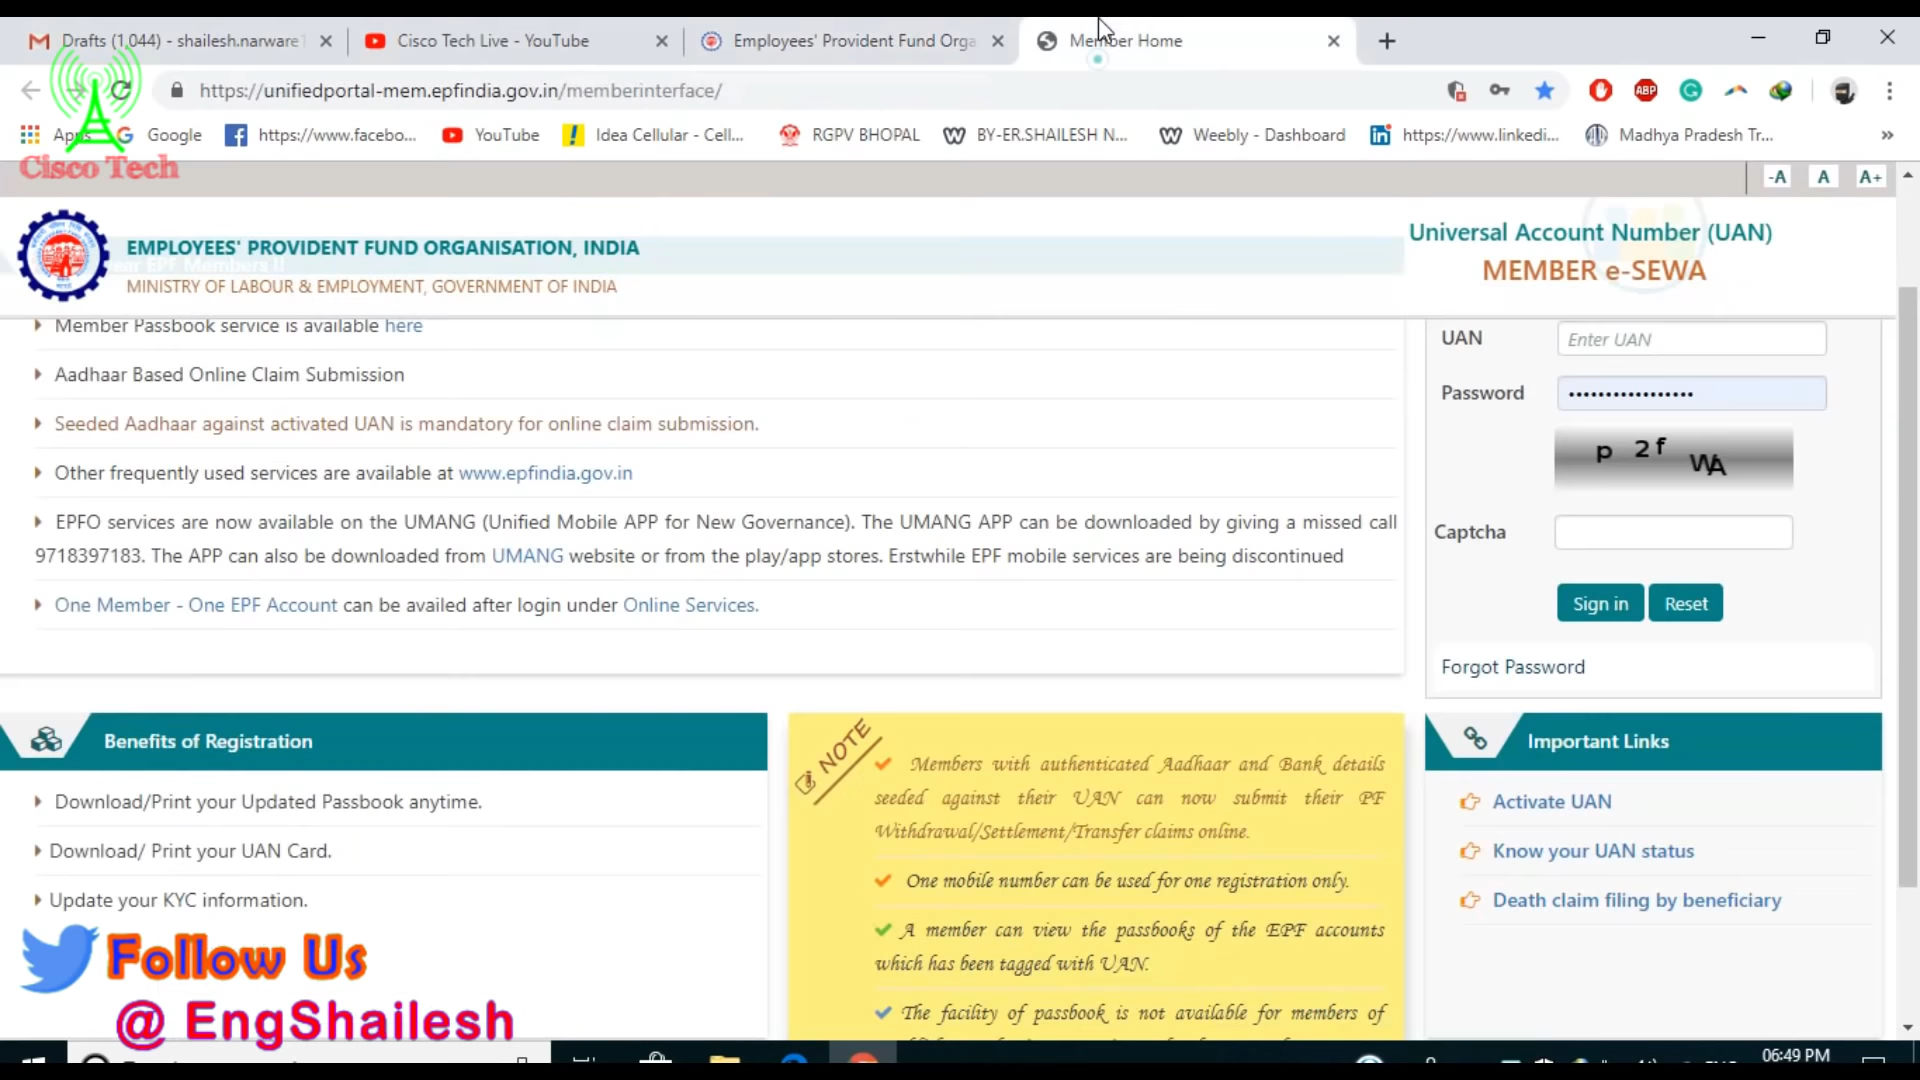 Drafts (1,044) - shailesh.narware1
Cisco Tech Live - YouTube
Employees' Provident Fund Orga
Member Home
https://unifiedportal-mem.epfindia.gov.in/memberinterface/
ABP
Apps
Google
https://www.facebo...
YouTube
Idea Cellular - Cell...
RGPV BHOPAL
BY-ER.SHAILESH N...
Weebly - Dashboard
https://www.linkedi...
Madhya Pradesh Tr...
»
Cisco Tech
-A A A+
EMPLOYEES' PROVIDENT FUND ORGANISATION, INDIA
MINISTRY OF LABOUR & EMPLOYMENT, GOVERNMENT OF INDIA
Universal Account Number (UAN)
MEMBER e-SEWA
EPF Members !!
Member Passbook service is available here
Aadhaar Based Online Claim Submission
Seeded Aadhaar against activated UAN is mandatory for online claim submission.
Other frequently used services are available at www.epfindia.gov.in
EPFO services are now available on the UMANG (Unified Mobile APP for New Governance). The UMANG APP can be downloaded by giving a missed call
9718397183. The APP can also be downloaded from UMANG website or from the play/app stores. Erstwhile EPF mobile services are being discontinued
One Member - One EPF Account can be availed after login under Online Services.
UAN
Enter UAN
Password
•••••••••••••••••
p 2f WA
Captcha
Sign in
Reset
Forgot Password
Benefits of Registration
Download/Print your Updated Passbook anytime.
Download/ Print your UAN Card.
Update your KYC information.
NOTE
Members with authenticated Aadhaar and Bank details
seeded against their UAN can now submit their PF
Withdrawal/Settlement/Transfer claims online.
One mobile number can be used for one registration only.
A member can view the passbooks of the EPF accounts
which has been tagged with UAN.
The facility of passbook is not available for members of
Important Links
Activate UAN
Know your UAN status
Death claim filing by beneficiary
Follow Us
@ EngShailesh
06:49 PM